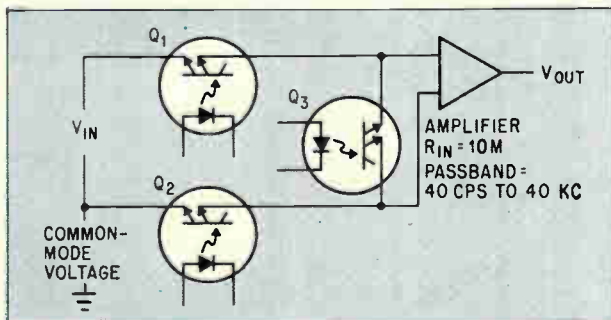 Q1
Q3
VIN
VOUT
AMPLIFIER
RIN = 10M
PASSBAND =
40 CPS TO 40 KC
Q2
COMMON-
MODE
VOLTAGE